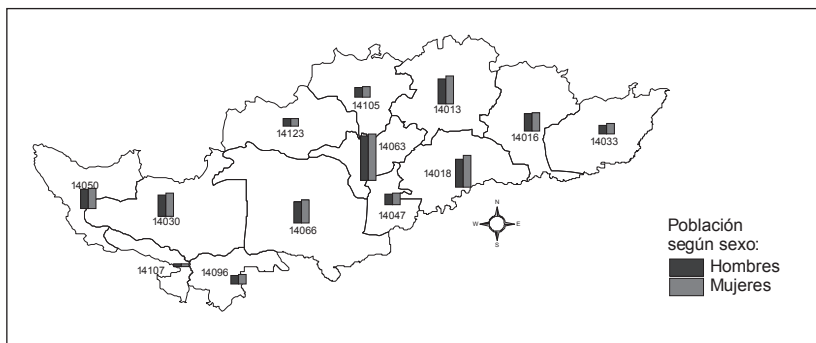 14105
14013
14123
14016
14033
14063
14050
14018
14030
14047
14066
N
W E
S
14107
14096
Población
según sexo:
Hombres
Mujeres